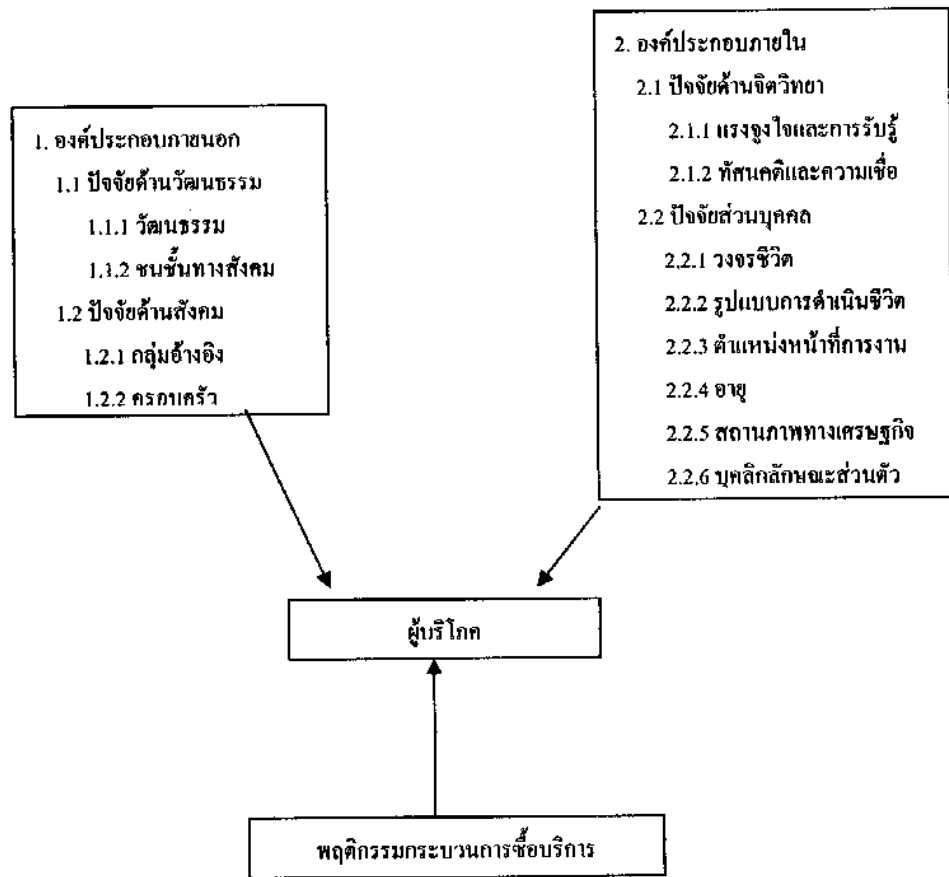 1. องค์ประกอบภายนอก
1.1 ปัจจัยด้านวัฒนธรรม
1.1.1 วัฒนธรรม
1.1.2 ชนชั้นทางสังคม
1.2 ปัจจัยด้านสังคม
1.2.1 กลุ่มอ้างอิง
1.2.2 ครอบครัว
2. องค์ประกอบภายใน
2.1 ปัจจัยด้านจิตวิทยา
2.1.1 แรงจูงใจและการรับรู้
2.1.2 ทัศนคติและความเชื่อ
2.2 ปัจจัยส่วนบุคคล
2.2.1 วงจรชีวิต
2.2.2 รูปแบบการดำเนินชีวิต
2.2.3 ตำแหน่งหน้าที่การงาน
2.2.4 อายุ
2.2.5 สถานภาพทางเศรษฐกิจ
2.2.6 บุคลิกลักษณะส่วนตัว
ผู้บริโภค
พฤติกรรมกระบวนการซื้อบริการ